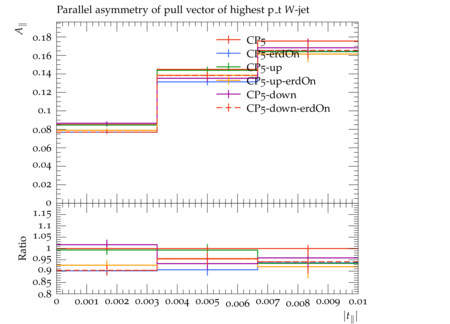 Parallel asymmetry of pull vector of highest p_t W-jet
A∥
0.18
0.16
0.14
0.12
0.1
0.08
0.06
0.04
0.02
0
CP5
CP5-erdOn
CP5-up
CP5-up-erdOn
CP5-down
CP5-down-erdOn
Ratio
1.15
1.1
1.05
1
0.95
0.9
0.85
0.8
0 0.001 0.002 0.003 0.004 0.005 0.006 0.007 0.008 0.009 0.01
|t∥|